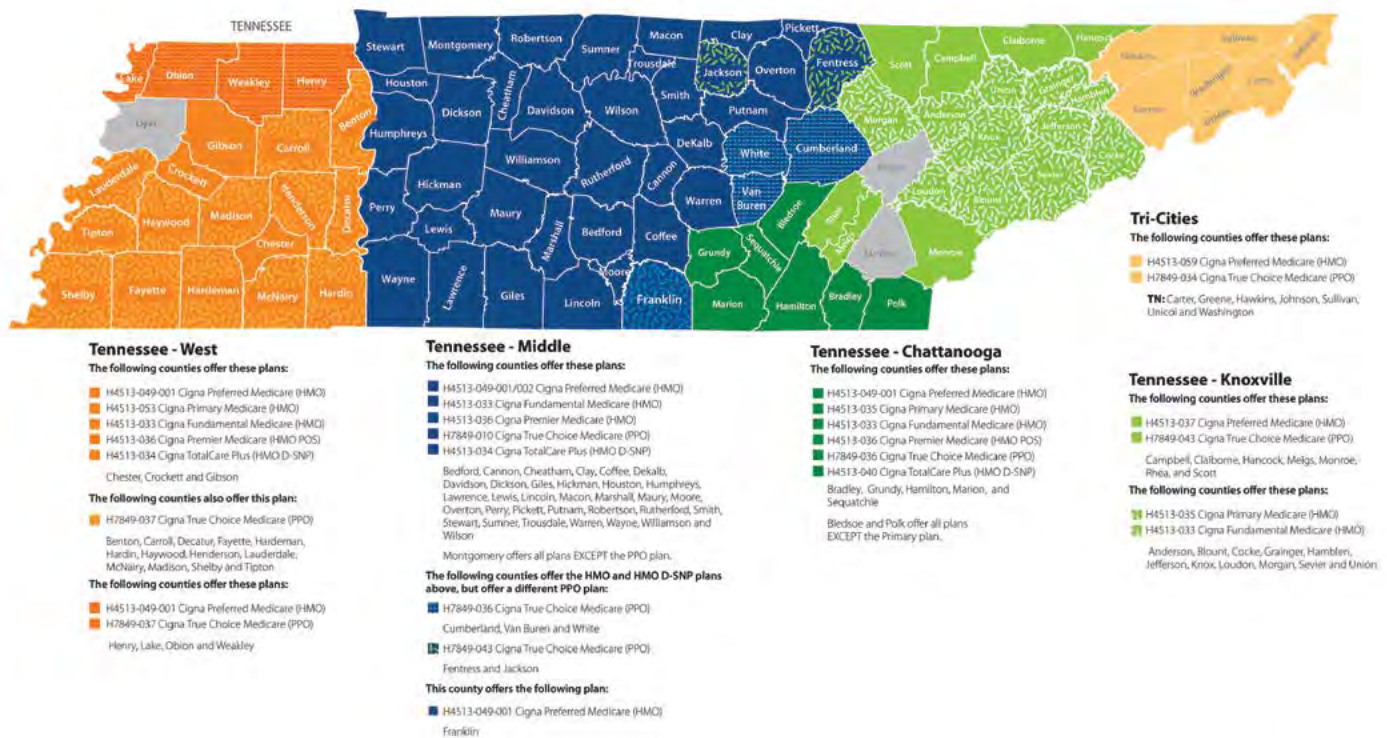 TENNESSEE
Lake
Obion
Weakley
Henry
Dyer
Gibson
Carroll
Benton
Lauderdale
Crockett
Haywood
Madison
Henderson
Decatur
Tipton
Chester
Shelby
Fayette
Hardeman
McNairy
Hardin
Stewart
Montgomery
Robertson
Sumner
Macon
Clay
Pickett
Trousdale
Jackson
Overton
Fentress
Houston
Dickson
Cheatham
Davidson
Wilson
Smith
Putnam
Humphreys
DeKalb
White
Cumberland
Williamson
Rutherford
Cannon
Hickman
Van
Buren
Perry
Lewis
Maury
Marshall
Bedford
Coffee
Warren
Wayne
Lawrence
Giles
Lincoln
Moore
Franklin
Bledsoe
Grundy
Sequatchie
Marion
Hamilton
Bradley
Polk
Rhea
Meigs
McMinn
Monroe
Scott
Campbell
Claiborne
Hancock
Morgan
Anderson
Union
Grainger
Hamblen
Knox
Jefferson
Cocke
Sevier
Loudon
Blount
Hawkins
Sullivan
Johnson
Greene
Washington
Carter
Unicoi
Tennessee - West
The following counties offer these plans:
H4513-049-001 Cigna Preferred Medicare (HMO)
H4513-053 Cigna Primary Medicare (HMO)
H4513-033 Cigna Fundamental Medicare (HMO)
H4513-036 Cigna Premier Medicare (HMO POS)
H4513-034 Cigna TotalCare Plus (HMO D-SNP)
Chester, Crockett and Gibson
The following counties also offer this plan:
H7849-037 Cigna True Choice Medicare (PPO)
Benton, Carroll, Decatur, Fayette, Hardeman,
Hardin, Haywood, Henderson, Lauderdale,
McNairy, Madison, Shelby and Tipton
The following counties offer these plans:
H4513-049-001 Cigna Preferred Medicare (HMO)
H7849-037 Cigna True Choice Medicare (PPO)
Henry, Lake, Obion and Weakley
Tennessee - Middle
The following counties offer these plans:
H4513-049-001/002 Cigna Preferred Medicare (HMO)
H4513-033 Cigna Fundamental Medicare (HMO)
H4513-036 Cigna Premier Medicare (HMO)
H7849-010 Cigna True Choice Medicare (PPO)
H4513-034 Cigna TotalCare Plus (HMO D-SNP)
Bedford, Cannon, Cheatham, Clay, Coffee, Dekalb,
Davidson, Dickson, Giles, Hickman, Houston, Humphreys,
Lawrence, Lewis, Lincoln, Macon, Marshall, Maury, Moore,
Overton, Perry, Pickett, Putnam, Robertson, Rutherford, Smith,
Stewart, Sumner, Trousdale, Warren, Wayne, Williamson and
Wilson
Montgomery offers all plans EXCEPT the PPO plan.
The following counties offer the HMO and HMO D-SNP plans
above, but offer a different PPO plan:
H7849-036 Cigna True Choice Medicare (PPO)
Cumberland, Van Buren and White
H7849-043 Cigna True Choice Medicare (PPO)
Fentress and Jackson
This county offers the following plan:
H4513-049-001 Cigna Preferred Medicare (HMO)
Franklin
Tennessee - Chattanooga
The following counties offer these plans:
H4513-049-001 Cigna Preferred Medicare (HMO)
H4513-035 Cigna Primary Medicare (HMO)
H4513-033 Cigna Fundamental Medicare (HMO)
H4513-036 Cigna Premier Medicare (HMO POS)
H7849-036 Cigna True Choice Medicare (PPO)
H4513-040 Cigna TotalCare Plus (HMO D-SNP)
Bradley, Grundy, Hamilton, Marion, and
Sequatchie
Bledsoe and Polk offer all plans
EXCEPT the Primary plan.
Tri-Cities
The following counties offer these plans:
H4513-059 Cigna Preferred Medicare (HMO)
H7849-034 Cigna True Choice Medicare (PPO)
TN: Carter, Greene, Hawkins, Johnson, Sullivan,
Unicoi and Washington
Tennessee - Knoxville
The following counties offer these plans:
H4513-037 Cigna Preferred Medicare (HMO)
H7849-043 Cigna True Choice Medicare (PPO)
Campbell, Claiborne, Hancock, Meigs, Monroe,
Rhea, and Scott
The following counties offer these plans:
H4513-035 Cigna Primary Medicare (HMO)
H4513-033 Cigna Fundamental Medicare (HMO)
Anderson, Blount, Cocke, Grainger, Hamblen,
Jefferson, Knox, Loudon, Morgan, Sevier and Union